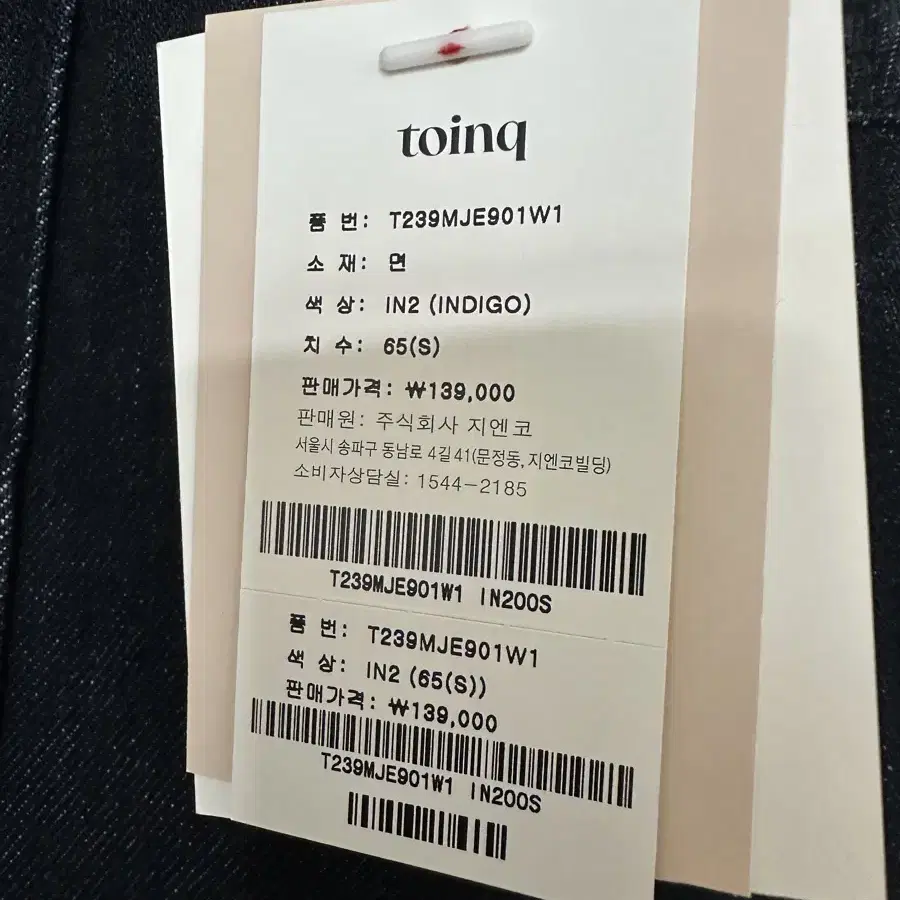 toinq
품 번: T239MJE901W1
소 재: 면
색 상: IN2 (INDIGO)
치 수: 65(S)
판매가격: ₩139,000
판매원: 주식회사 지엔코
서울시 송파구 동남로 4길 41(문정동, 지엔코빌딩)
소비자상담실: 1544-2185
T239MJE901W1 IN200S
품 번: T239MJE901W1
색 상: IN2 (65(S))
판매가격: ₩139,000
T239MJE901W1 IN200S